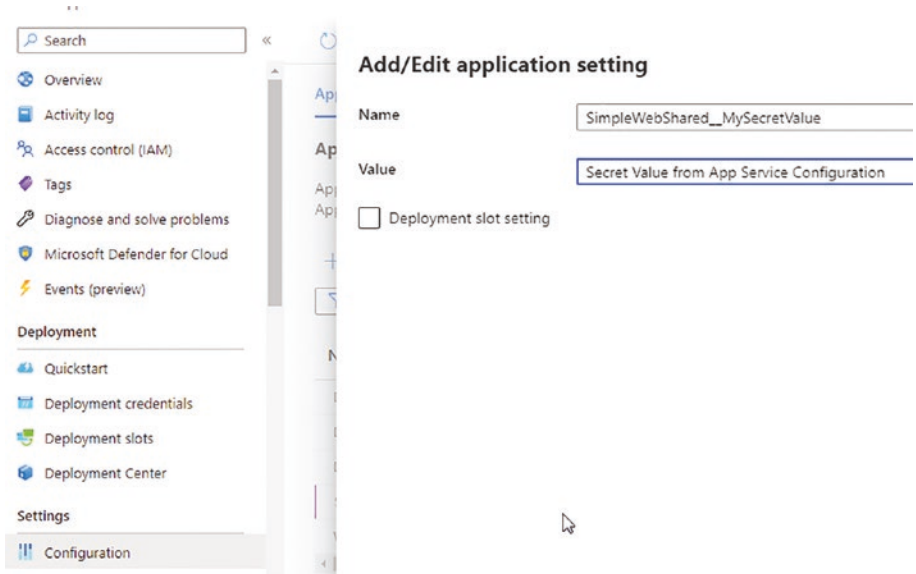 Search
«
Overview
Activity log
Access control (IAM)
Tags
Diagnose and solve problems
Microsoft Defender for Cloud
Events (preview)
Deployment
Quickstart
Deployment credentials
Deployment slots
Deployment Center
Settings
Configuration
Add/Edit application setting
Name
SimpleWebShared__MySecretValue
Value
Secret Value from App Service Configuration
Deployment slot setting